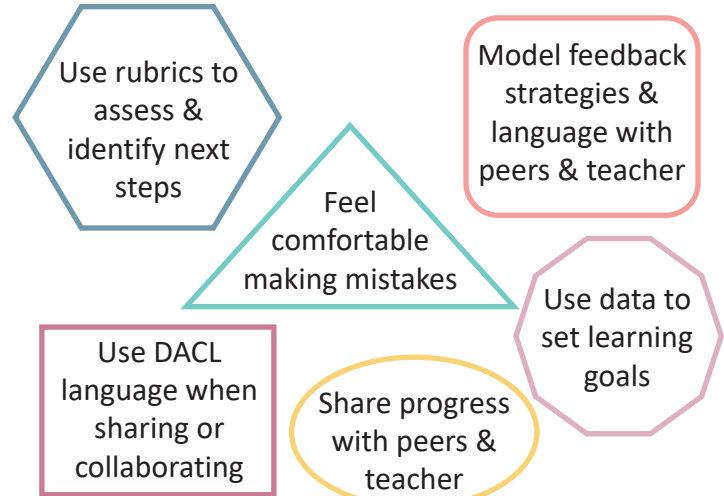 Use rubrics to
assess &
identify next
steps
Model feedback
strategies &
language with
peers & teacher
Feel
comfortable
making mistakes
Use data to
set learning
goals
Use DACL
language when
sharing or
collaborating
Share progress
with peers &
teacher